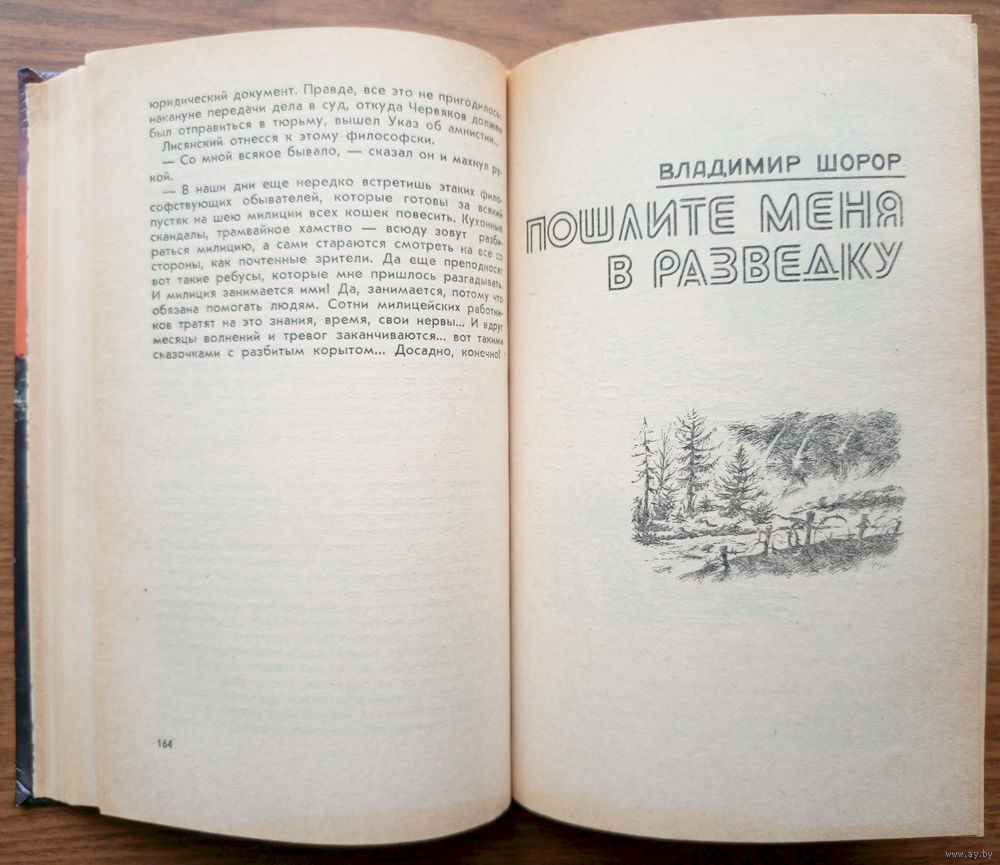 юридический документ. Правда, все это не пригодилось:
накануне передачи дела в суд, откуда Червяков должен
был отправиться в тюрьму, вышел Указ об амнистии...
Лисянский отнесся к этому философски.
— Со мной всякое бывало, — сказал он и махнул ру-
кой.
— В наши дни еще нередко встретишь этаких фило-
софствующих обывателей, которые готовы за всякий
пустяк на шею милиции всех кошек повесить. Кухонные
скандалы, трамвайное хамство — всюду зовут разби-
раться милицию, а сами стараются смотреть на все со
стороны, как почтенные зрители. Да еще преподносят
вот такие ребусы, которые мне пришлось разгадывать.
И милиция занимается ими! Да, занимается, потому что
обязана помогать людям. Сотни милицейских работни-
ков тратят на это знания, время, свои нервы... И вдруг
месяцы волнений и тревог заканчиваются... вот такими
сказочками с разбитым корытом... Досадно, конечно!
164
ВЛАДИМИР ШОРОР
ПОШЛИТЕ МЕНЯ
В РАЗВЕДКУ
www.ay.by